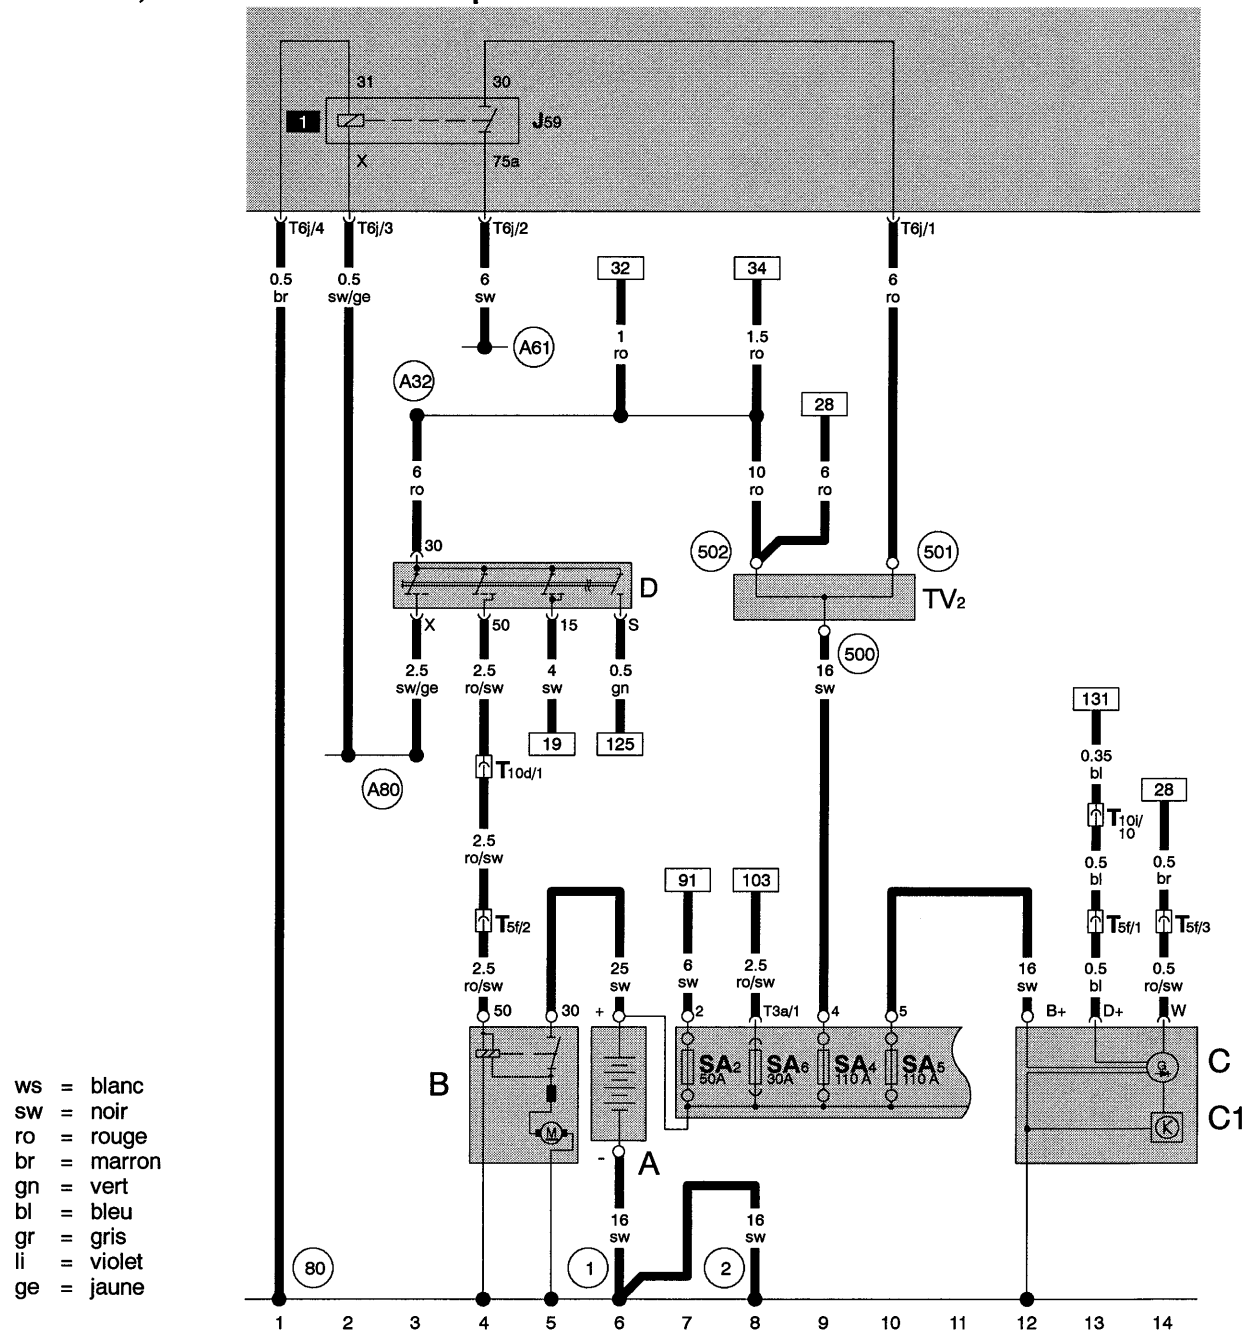 31
30
1
J59
X
75a
T6j/4
T6j/3
T6j/2
T6j/1
0.5
br
0.5
sw/ge
6
sw
32
34
6
ro
1
ro
1.5
ro
A61
A32
28
6
ro
10
ro
6
ro
30
502
501
D
TV2
X
50
15
S
500
2.5
sw/ge
2.5
ro/sw
4
sw
0.5
gn
16
sw
131
19
125
A80
T10d/1
0.35
bl
28
T10i/
10
2.5
ro/sw
0.5
bl
0.5
br
91
103
T5f/2
T5f/1
T5f/3
2.5
ro/sw
25
sw
6
sw
2.5
ro/sw
16
sw
0.5
bl
0.5
ro/sw
50
30
+
2
T3a/1
4
5
B+
D+
W
SA2
50A
SA6
30A
SA4
110 A
SA5
110 A
G
C
B
M
K
C1
-
A
ws = blanc
sw = noir
ro = rouge
br = marron
gn = vert
bl = bleu
gr = gris
li = violet
ge = jaune
16
sw
16
sw
80
1
2
1 2 3 4 5 6 7 8 9 10 11 12 13 14